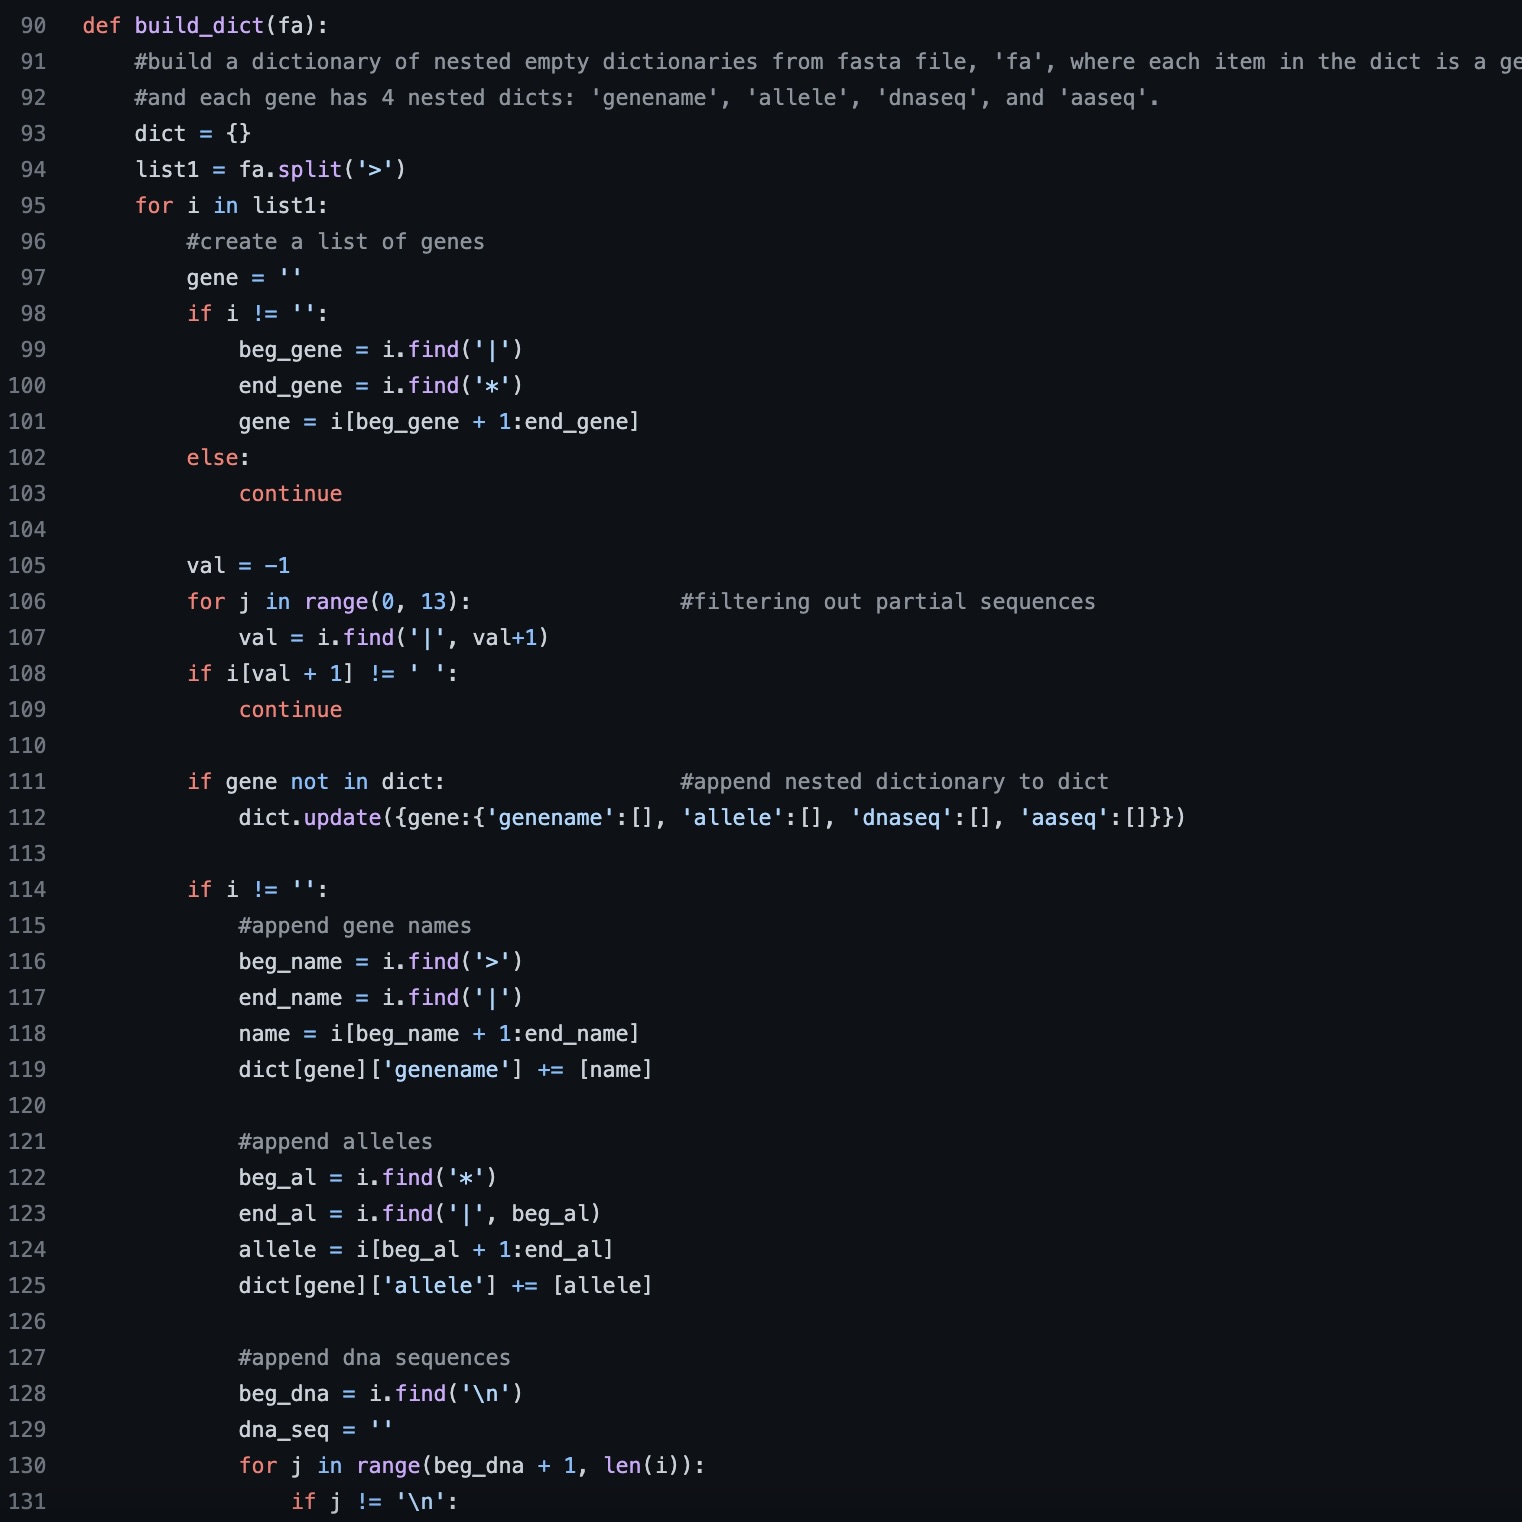 90 def build_dict(fa):
91     #build a dictionary of nested empty dictionaries from fasta file, 'fa', where each item in the dict is a ge
92     #and each gene has 4 nested dicts: 'genename', 'allele', 'dnaseq', and 'aaseq'.
93     dict = {}
94     list1 = fa.split('>')
95     for i in list1:
96         #create a list of genes
97         gene = ''
98         if i != '':
99             beg_gene = i.find('|')
100             end_gene = i.find('*')
101             gene = i[beg_gene + 1:end_gene]
102         else:
103             continue
104
105         val = -1
106         for j in range(0, 13):                #filtering out partial sequences
107             val = i.find('|', val+1)
108         if i[val + 1] != ' ':
109             continue
110
111         if gene not in dict:                  #append nested dictionary to dict
112             dict.update({gene:{'genename':[], 'allele':[], 'dnaseq':[], 'aaseq':[]}})
113
114         if i != '':
115             #append gene names
116             beg_name = i.find('>')
117             end_name = i.find('|')
118             name = i[beg_name + 1:end_name]
119             dict[gene]['genename'] += [name]
120
121             #append alleles
122             beg_al = i.find('*')
123             end_al = i.find('|', beg_al)
124             allele = i[beg_al + 1:end_al]
125             dict[gene]['allele'] += [allele]
126
127             #append dna sequences
128             beg_dna = i.find('\n')
129             dna_seq = ''
130             for j in range(beg_dna + 1, len(i)):
131                 if j != '\n':